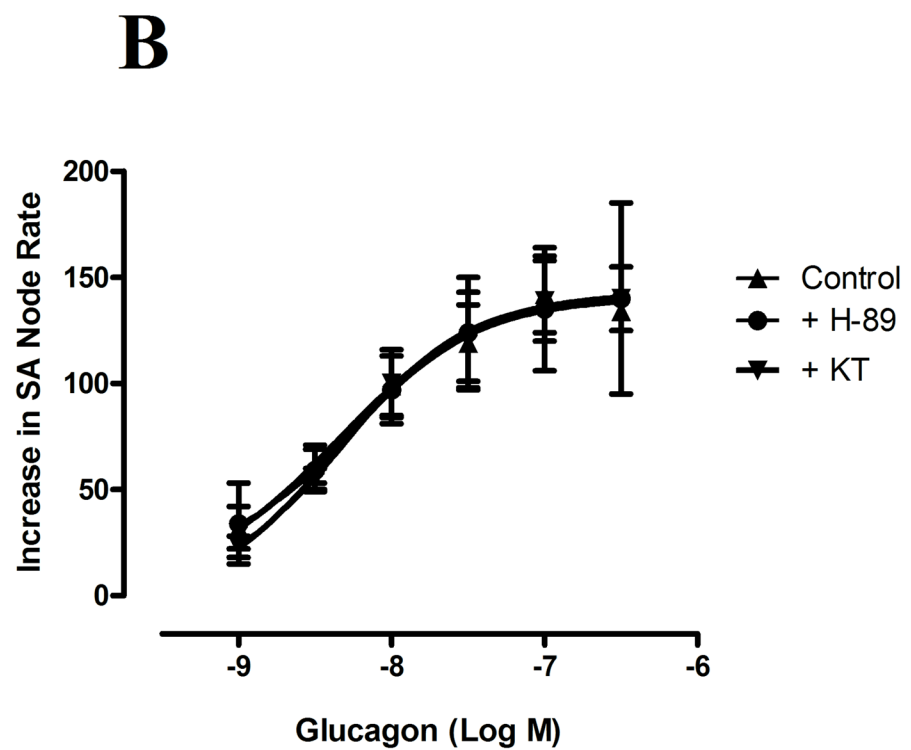 B
Increase in SA Node Rate
200
150
100
50
0
-9
-8
-7
-6
Glucagon (Log M)
Control
+ H-89
+ KT